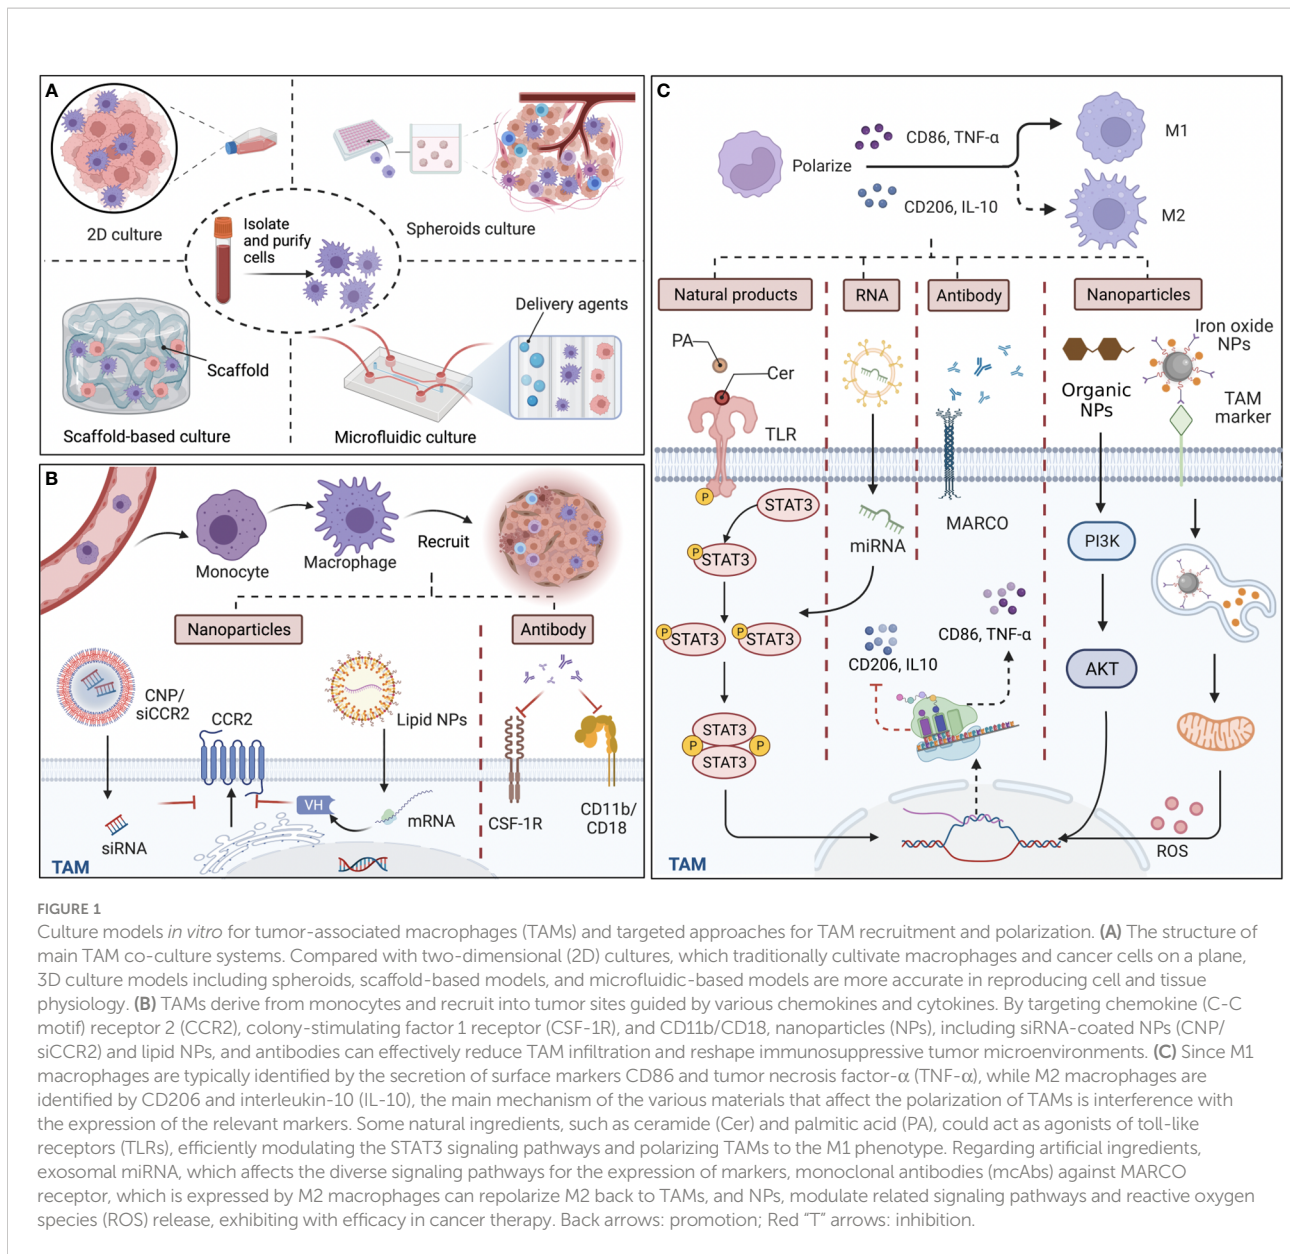 A
2D culture
Spheroids culture
Isolate
and purify
cells
Scaffold
Scaffold-based culture
Delivery agents
Microfluidic culture
B
Monocyte
Macrophage
Recruit
Nanoparticles
Antibody
CNP/
siCCR2
CCR2
Lipid NPs
siRNA
VH
mRNA
CSF-1R
CD11b/
CD18
TAM
C
Polarize
CD86, TNF-α
CD206, IL-10
M1
M2
Natural products
RNA
Antibody
Nanoparticles
PA
Cer
TLR
P
STAT3
P
STAT3
P
STAT3
P
STAT3
STAT3
P
P
STAT3
miRNA
MARCO
CD206, IL10
CD86, TNF-α
Organic
NPs
Iron oxide
NPs
TAM
marker
PI3K
AKT
ROS
TAM
FIGURE 1
Culture models in vitro for tumor-associated macrophages (TAMs) and targeted approaches for TAM recruitment and polarization. (A) The structure of
main TAM co-culture systems. Compared with two-dimensional (2D) cultures, which traditionally cultivate macrophages and cancer cells on a plane,
3D culture models including spheroids, scaffold-based models, and microfluidic-based models are more accurate in reproducing cell and tissue
physiology. (B) TAMs derive from monocytes and recruit into tumor sites guided by various chemokines and cytokines. By targeting chemokine (C-C
motif) receptor 2 (CCR2), colony-stimulating factor 1 receptor (CSF-1R), and CD11b/CD18, nanoparticles (NPs), including siRNA-coated NPs (CNP/
siCCR2) and lipid NPs, and antibodies can effectively reduce TAM infiltration and reshape immunosuppressive tumor microenvironments. (C) Since M1
macrophages are typically identified by the secretion of surface markers CD86 and tumor necrosis factor-α (TNF-α), while M2 macrophages are
identified by CD206 and interleukin-10 (IL-10), the main mechanism of the various materials that affect the polarization of TAMs is interference with
the expression of the relevant markers. Some natural ingredients, such as ceramide (Cer) and palmitic acid (PA), could act as agonists of toll-like
receptors (TLRs), efficiently modulating the STAT3 signaling pathways and polarizing TAMs to the M1 phenotype. Regarding artificial ingredients,
exosomal miRNA, which affects the diverse signaling pathways for the expression of markers, monoclonal antibodies (mcAbs) against MARCO
receptor, which is expressed by M2 macrophages can repolarize M2 back to TAMs, and NPs, modulate related signaling pathways and reactive oxygen
species (ROS) release, exhibiting with efficacy in cancer therapy. Back arrows: promotion; Red “T” arrows: inhibition.